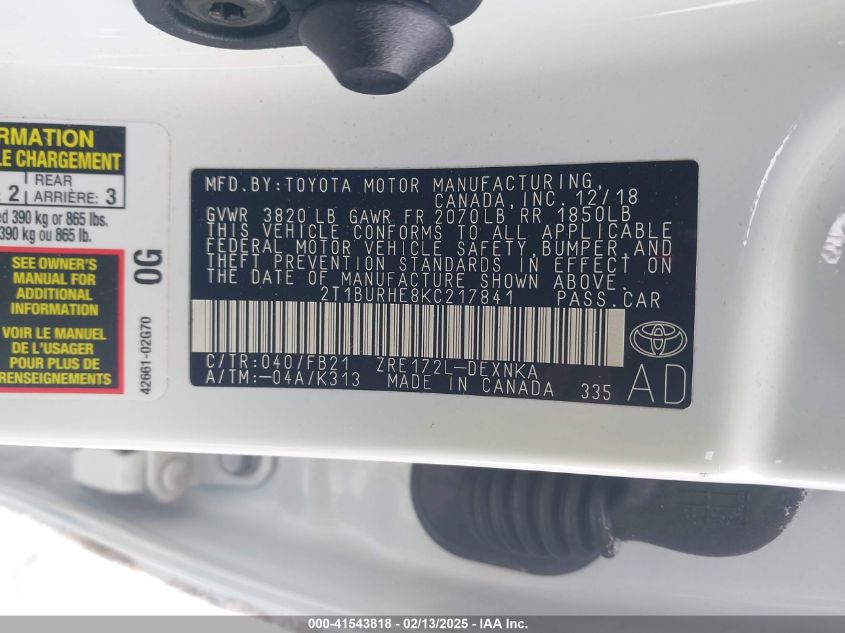 RMATION
E CHARGEMENT
2 REAR ARRIÈRE: 3
ed 390 kg or 865 lbs.
390 kg ou 865 lb.
SEE OWNER'S
MANUAL FOR
ADDITIONAL
INFORMATION
VOIR LE MANUEL
DE L'USAGER
POUR PLUS DE
RENSEIGNEMENTS
0G
42661-02G70
MFD.BY:TOYOTA MOTOR MANUFACTURING,
CANADA, INC. 12/18
GVWR 3820 LB GAWR FR 2070LB RR 1850LB
THIS VEHICLE CONFORMS TO ALL APPLICABLE
FEDERAL MOTOR VEHICLE SAFETY, BUMPER, AND
THEFT PREVENTION STANDARDS IN EFFECT ON
THE DATE OF MANUFACTURE SHOWN ABOVE.
2T1BURHE8KC217841 PASS.CAR
C/TR:040/FB21 ZRE172L-DEXNKA
A/TM:-04A/K313 MADE IN CANADA 335
AD
000-41543818 - 02/13/2025 - IAA Inc.